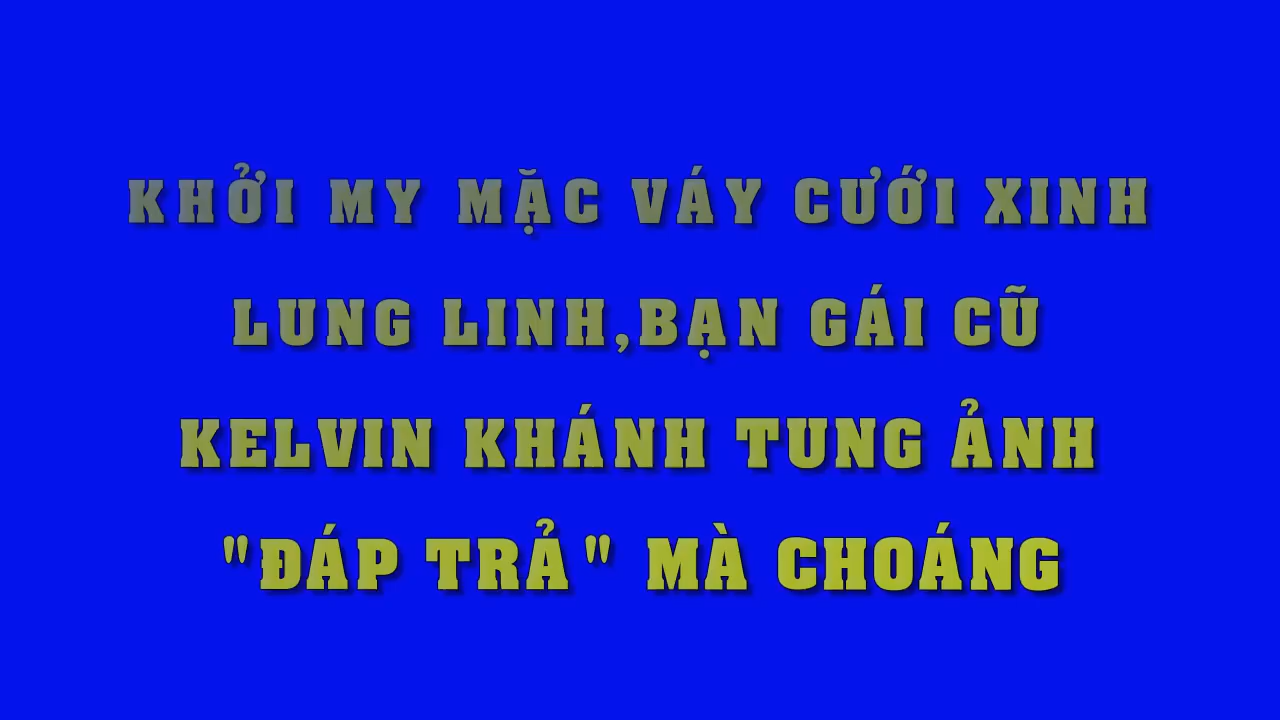 KHỞI MY MẶC VÁY CƯỚI XINH
LUNG LINH,BẠN GÁI CŨ
KELVIN KHÁNH TUNG ẢNH
"ĐÁP TRẢ" MÀ CHOÁNG